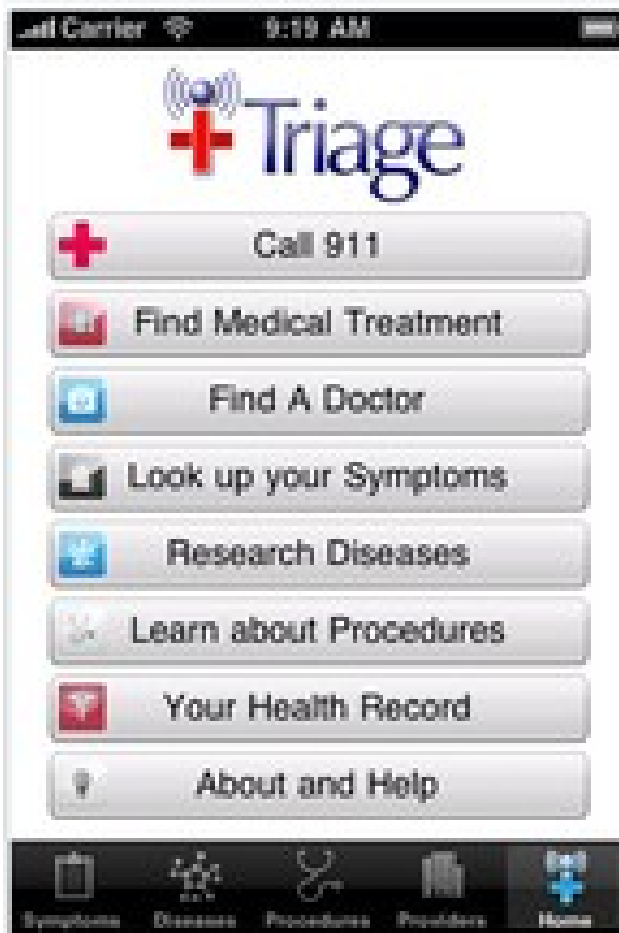 Carrier 9:19 AM
Triage
Call 911
Find Medical Treatment
Find A Doctor
Look up your Symptoms
Research Diseases
Learn about Procedures
Your Health Record
About and Help
Symptoms Diseases Procedures Providers Home